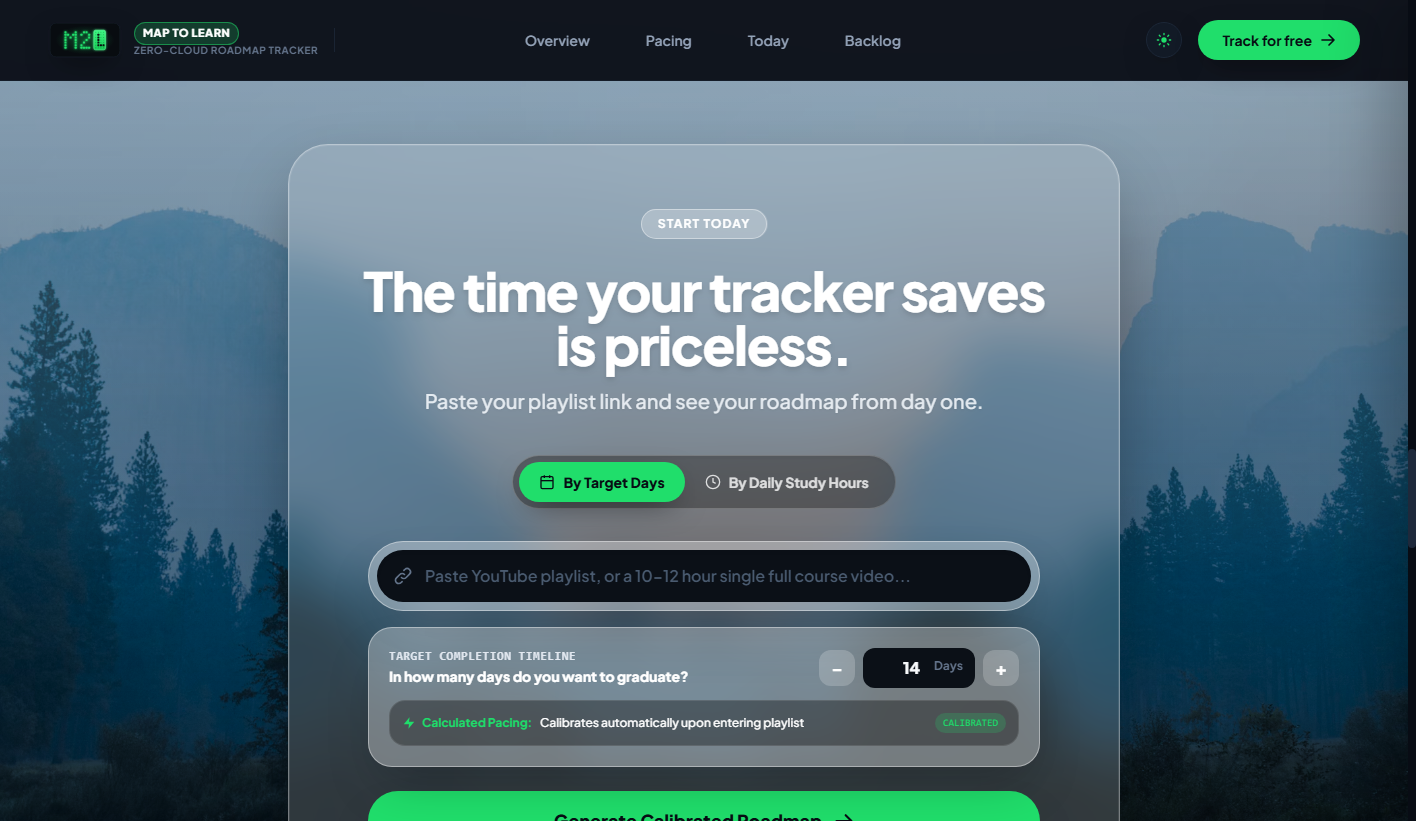 M2L
MAP TO LEARN
ZERO-CLOUD ROADMAP TRACKER
Overview
Pacing
Today
Backlog
Track for free →
START TODAY
The time your tracker saves
is priceless.
Paste your playlist link and see your roadmap from day one.
By Target Days
By Daily Study Hours
Paste YouTube playlist, or a 10-12 hour single full course video...
TARGET COMPLETION TIMELINE
In how many days do you want to graduate?
−
14 Days
+
Calculated Pacing: Calibrates automatically upon entering playlist
CALIBRATED
Generate Calibrated Roadmap →